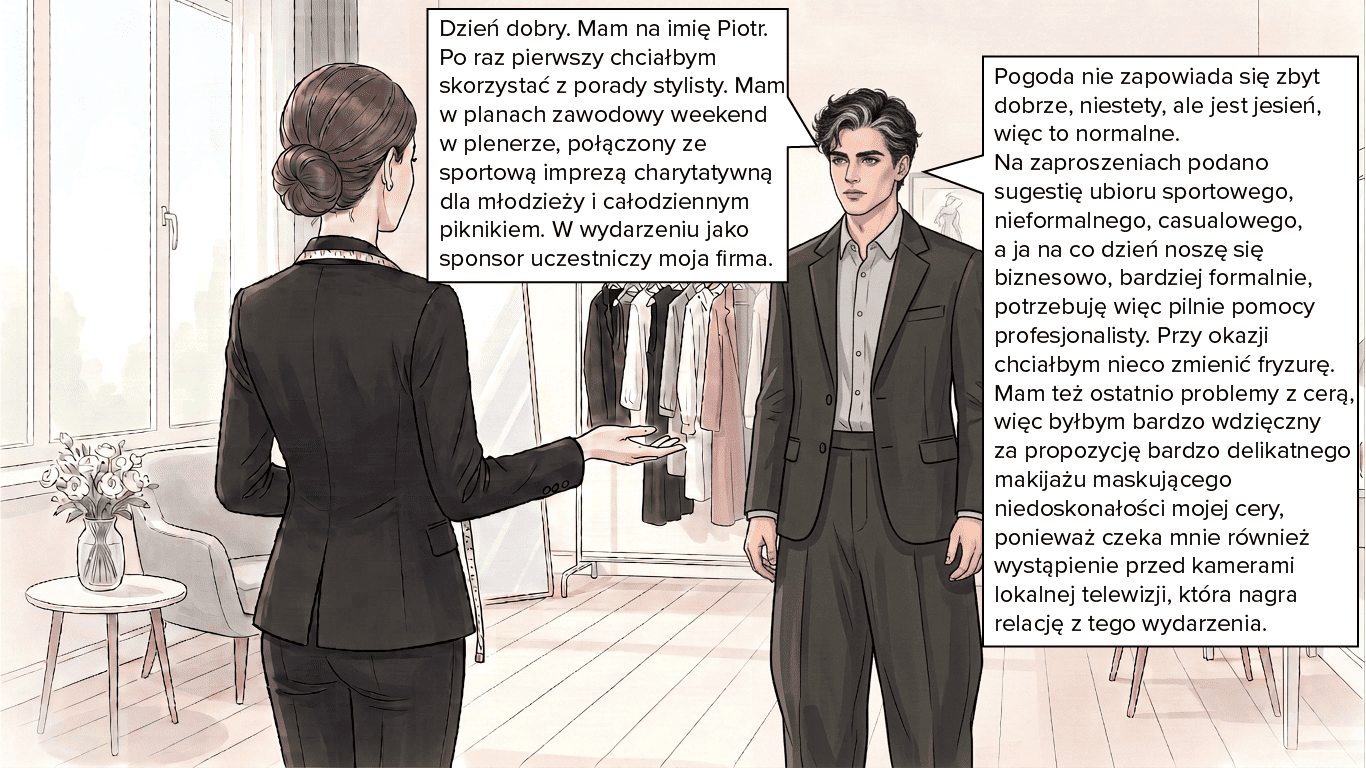 Dzień dobry. Mam na imię Piotr.
Po raz pierwszy chciałbym
skorzystać z porady stylisty. Mam
w planach zawodowy weekend
w plenerze, połączony ze
sportową imprezą charytatywną
dla młodzieży i całodziennym
piknikiem. W wydarzeniu jako
sponsor uczestniczy moja firma.
Pogoda nie zapowiada się zbyt
dobrze, niestety, ale jest jesień,
więc to normalne.
Na zaproszeniach podano
sugestię ubioru sportowego,
nieformalnego, casualowego,
a ja na co dzień noszę się
biznesowo, bardziej formalnie,
potrzebuję więc pilnie pomocy
profesjonalisty. Przy okazji
chciałbym nieco zmienić fryzurę.
Mam też ostatnio problemy z cerą,
więc byłbym bardzo wdzięczny
za propozycję bardzo delikatnego
makijażu maskującego
niedoskonałości mojej cery,
ponieważ czeka mnie również
wystąpienie przed kamerami
lokalnej telewizji, która nagra
relację z tego wydarzenia.